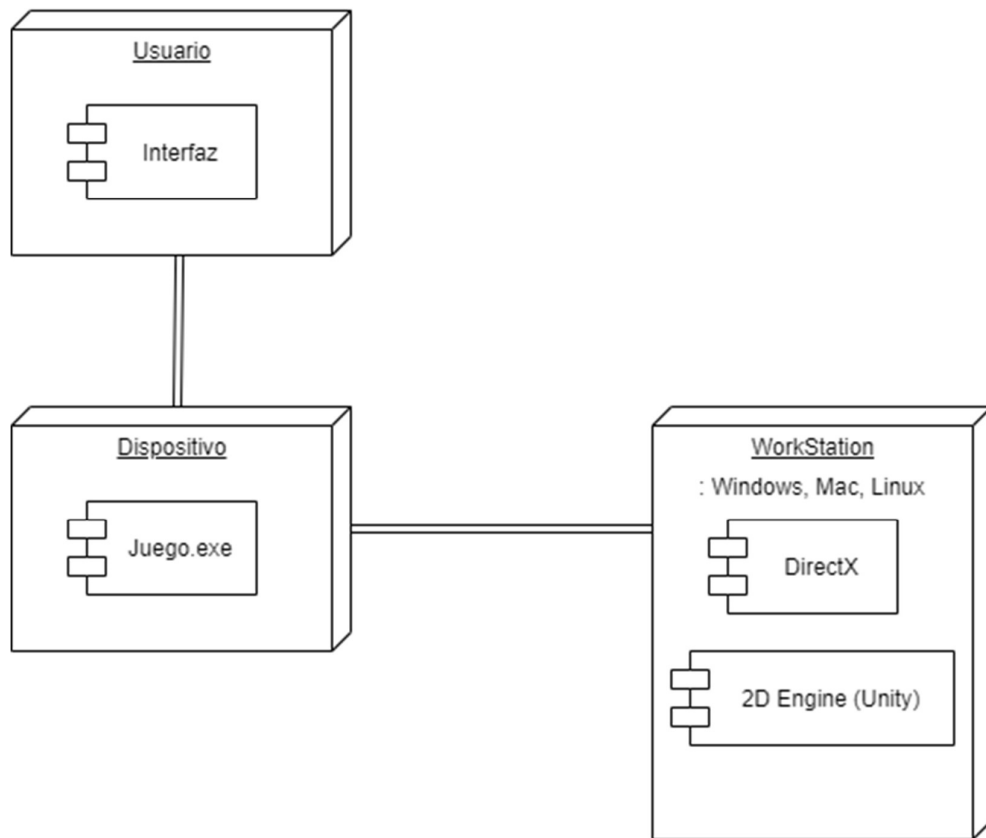 Usuario
Interfaz
Dispositivo
Juego.exe
WorkStation
: Windows, Mac, Linux
DirectX
2D Engine (Unity)